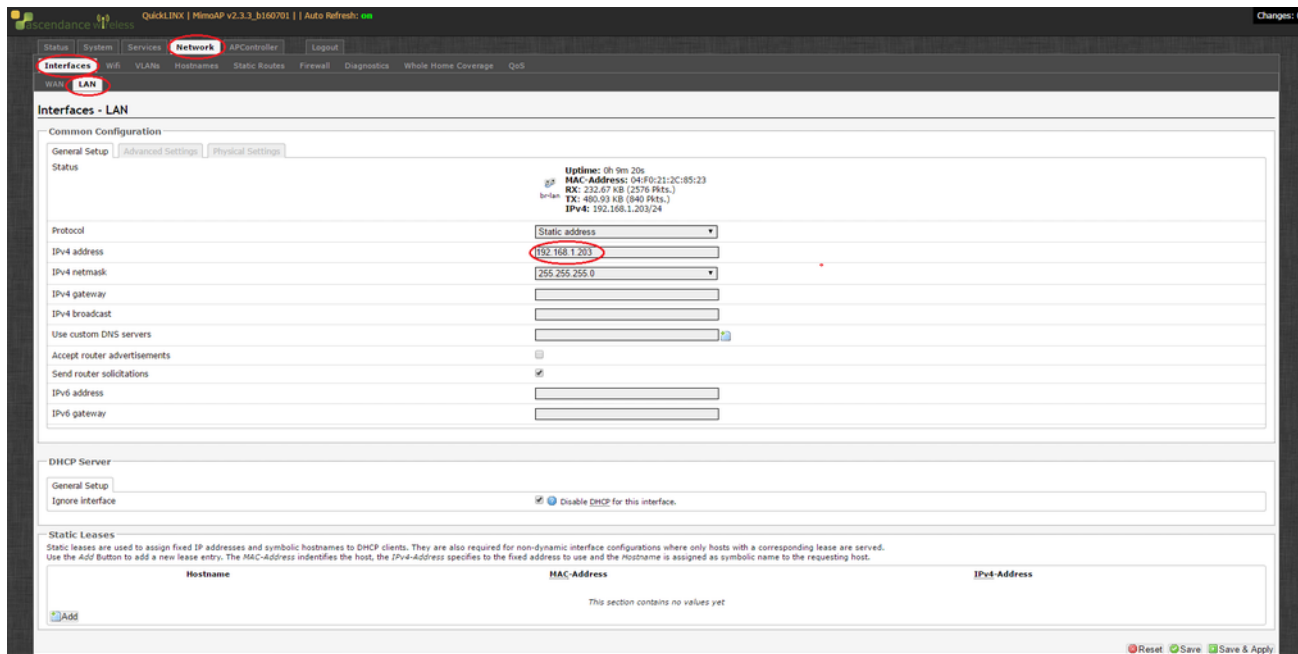 ascendance wireless
QuickLINX | MimoAP v2.3.3_b160701 | | Auto Refresh: on
Changes:
Status System Services Network APController Logout
Interfaces Wifi VLANs Hostnames Static Routes Firewall Diagnostics Whole Home Coverage QoS
WAN LAN
Interfaces - LAN
Common Configuration
General Setup Advanced Settings Physical Settings
Status
br-lan
Uptime: 0h 9m 20s
MAC-Address: 04:F0:21:2C:85:23
RX: 232.67 KB (2576 Pkts.)
TX: 480.93 KB (840 Pkts.)
IPv4: 192.168.1.203/24
Protocol Static address
IPv4 address 192.168.1.203
IPv4 netmask 255.255.255.0
IPv4 gateway
IPv4 broadcast
Use custom DNS servers
Accept router advertisements
Send router solicitations
IPv6 address
IPv6 gateway
DHCP Server
General Setup
Ignore interface Disable DHCP for this interface.
Static Leases
Static leases are used to assign fixed IP addresses and symbolic hostnames to DHCP clients. They are also required for non-dynamic interface configurations where only hosts with a corresponding lease are served.
Use the Add Button to add a new lease entry. The MAC-Address indentifies the host, the IPv4-Address specifies to the fixed address to use and the Hostname is assigned as symbolic name to the requesting host.
Hostname MAC-Address IPv4-Address
This section contains no values yet
Add
Reset Save Save & Apply